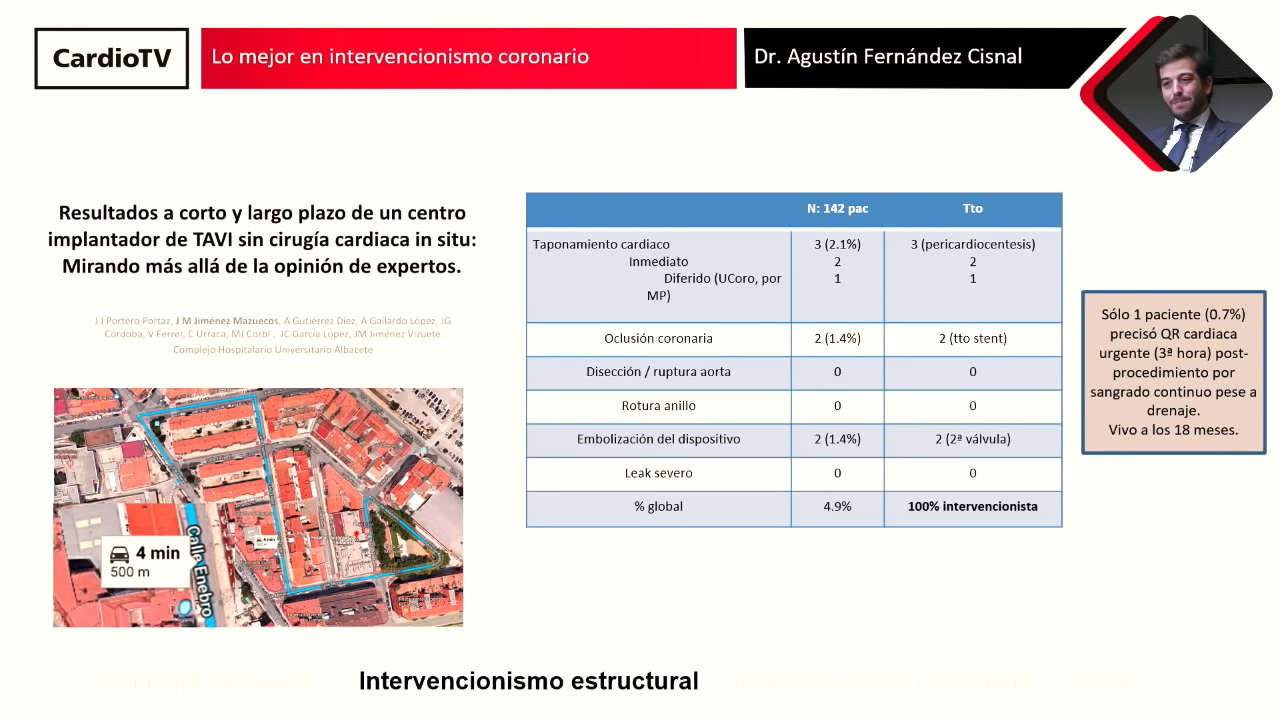 CardioTV
Lo mejor en intervencionismo coronario
Dr. Agustín Fernández Cisnal
Resultados a corto y largo plazo de un centro
implantador de TAVI sin cirugía cardiaca in situ:
Mirando más allá de la opinión de expertos.
J J Portero Portaz, J M Jiménez Mazuecos, A Gutiérrez Díez, A Gallardo López, JG
Córdoba, V Ferrer, C Urraca, MJ Corbí , JC García López, JM Jiménez Vizuete
Complejo Hospitalario Universitario Albacete
4 min
500 m
Calle Enebro
4 min
N: 142 pac Tto
Taponamiento cardiaco 3 (2.1%) 3 (pericardiocentesis)
Inmediato 2 2
Diferido (UCoro, por 1 1
MP)
Oclusión coronaria 2 (1.4%) 2 (tto stent)
Disección / ruptura aorta 0 0
Rotura anillo 0 0
Embolización del dispositivo 2 (1.4%) 2 (2ª válvula)
Leak severo 0 0
% global 4.9% 100% intervencionista
Sólo 1 paciente (0.7%)
precisó QR cardiaca
urgente (3ª hora) post-
procedimiento por
sangrado continuo pese a
drenaje.
Vivo a los 18 meses.
Intervencionismo estructural